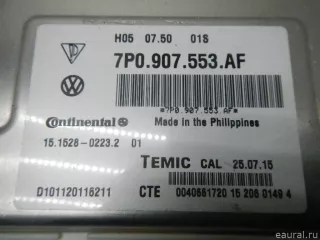 H05 07.50 01S
7P0.907.553.AF
*7P0.907.553 AF*
Continental
Made in the Philippines
15.1528-0223.2 01
TEMIC CAL 25.07.15
D101120116211 CTE 0040661720 15 206 0149 4
eaural.ru